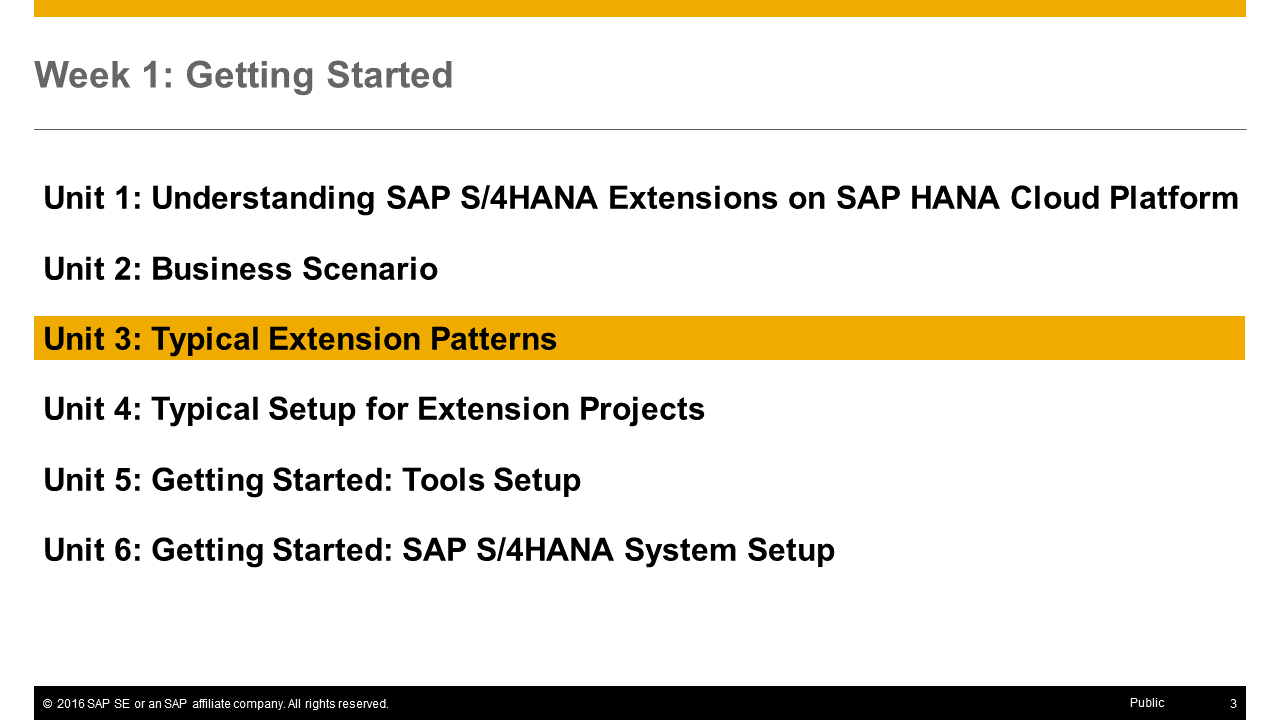 Week 1: Getting Started
Unit 1: Understanding SAP S/4HANA Extensions on SAP HANA Cloud Platform
Unit 2: Business Scenario
Unit 3: Typical Extension Patterns
Unit 4: Typical Setup for Extension Projects
Unit 5: Getting Started: Tools Setup
Unit 6: Getting Started: SAP S/4HANA System Setup
© 2016 SAP SE or an SAP affiliate company. All rights reserved. Public 3